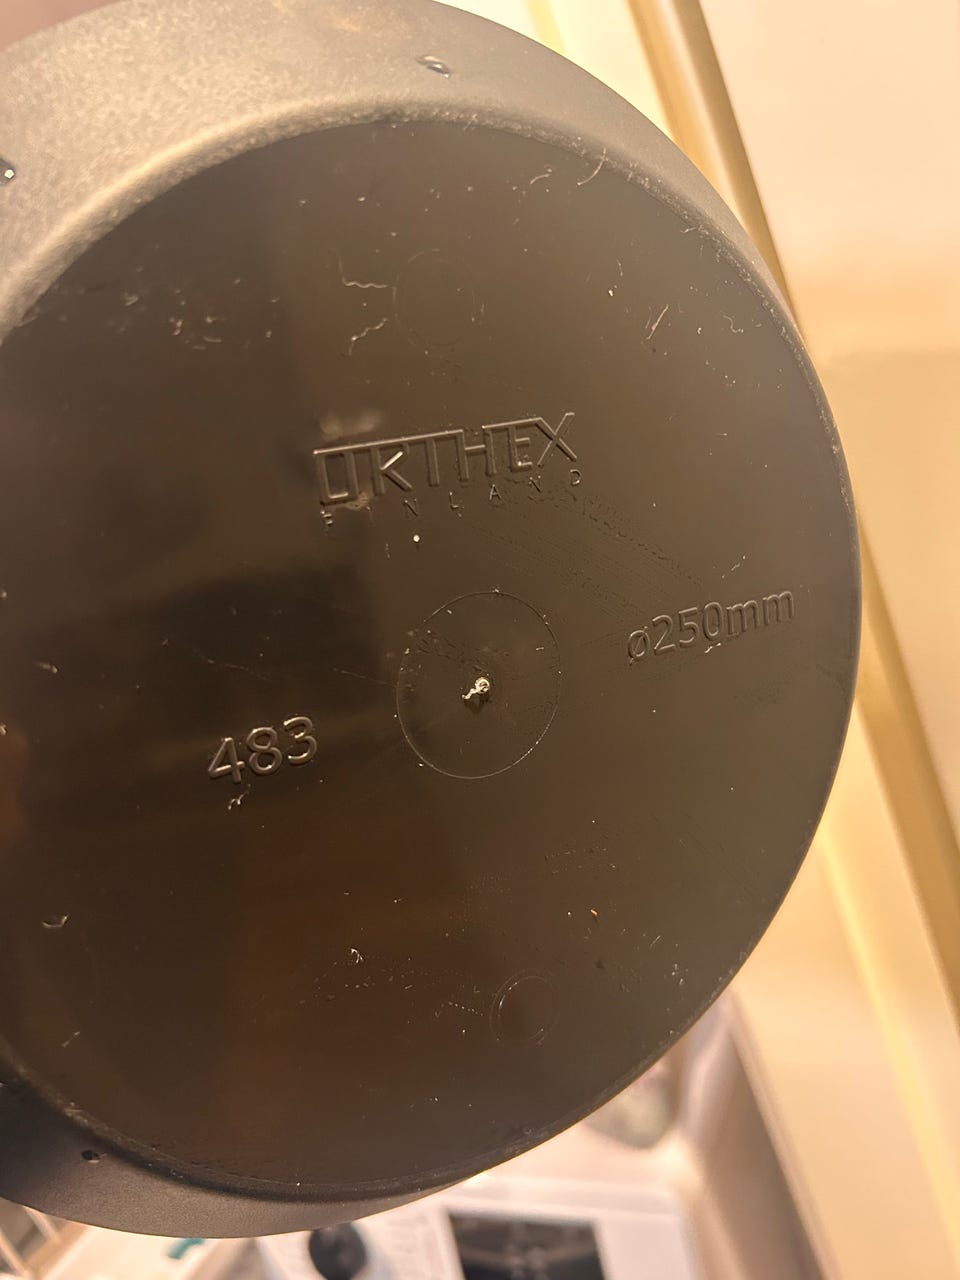 ORTHEX
FINLAND
ø250mm
483